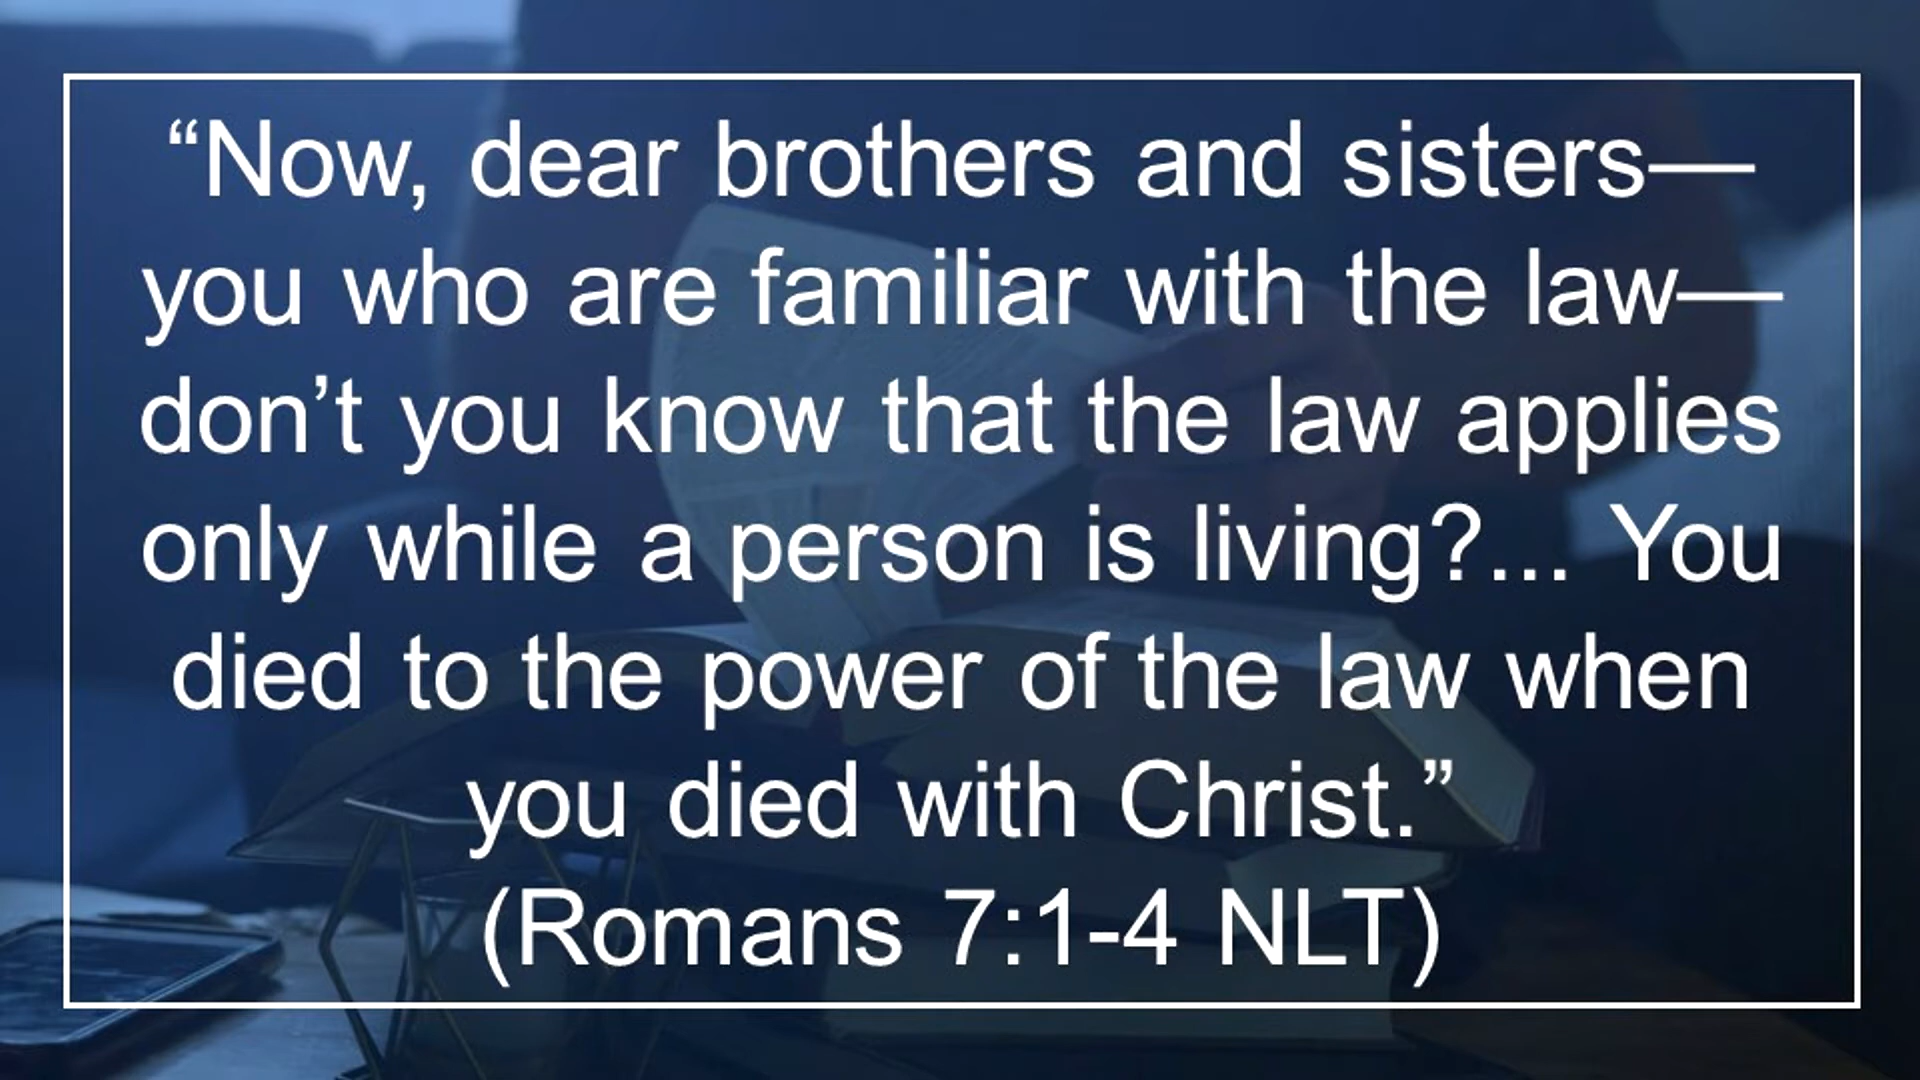 “Now, dear brothers and sisters—
you who are familiar with the law—
don’t you know that the law applies
only while a person is living?... You
died to the power of the law when
you died with Christ.”
(Romans 7:1-4 NLT)